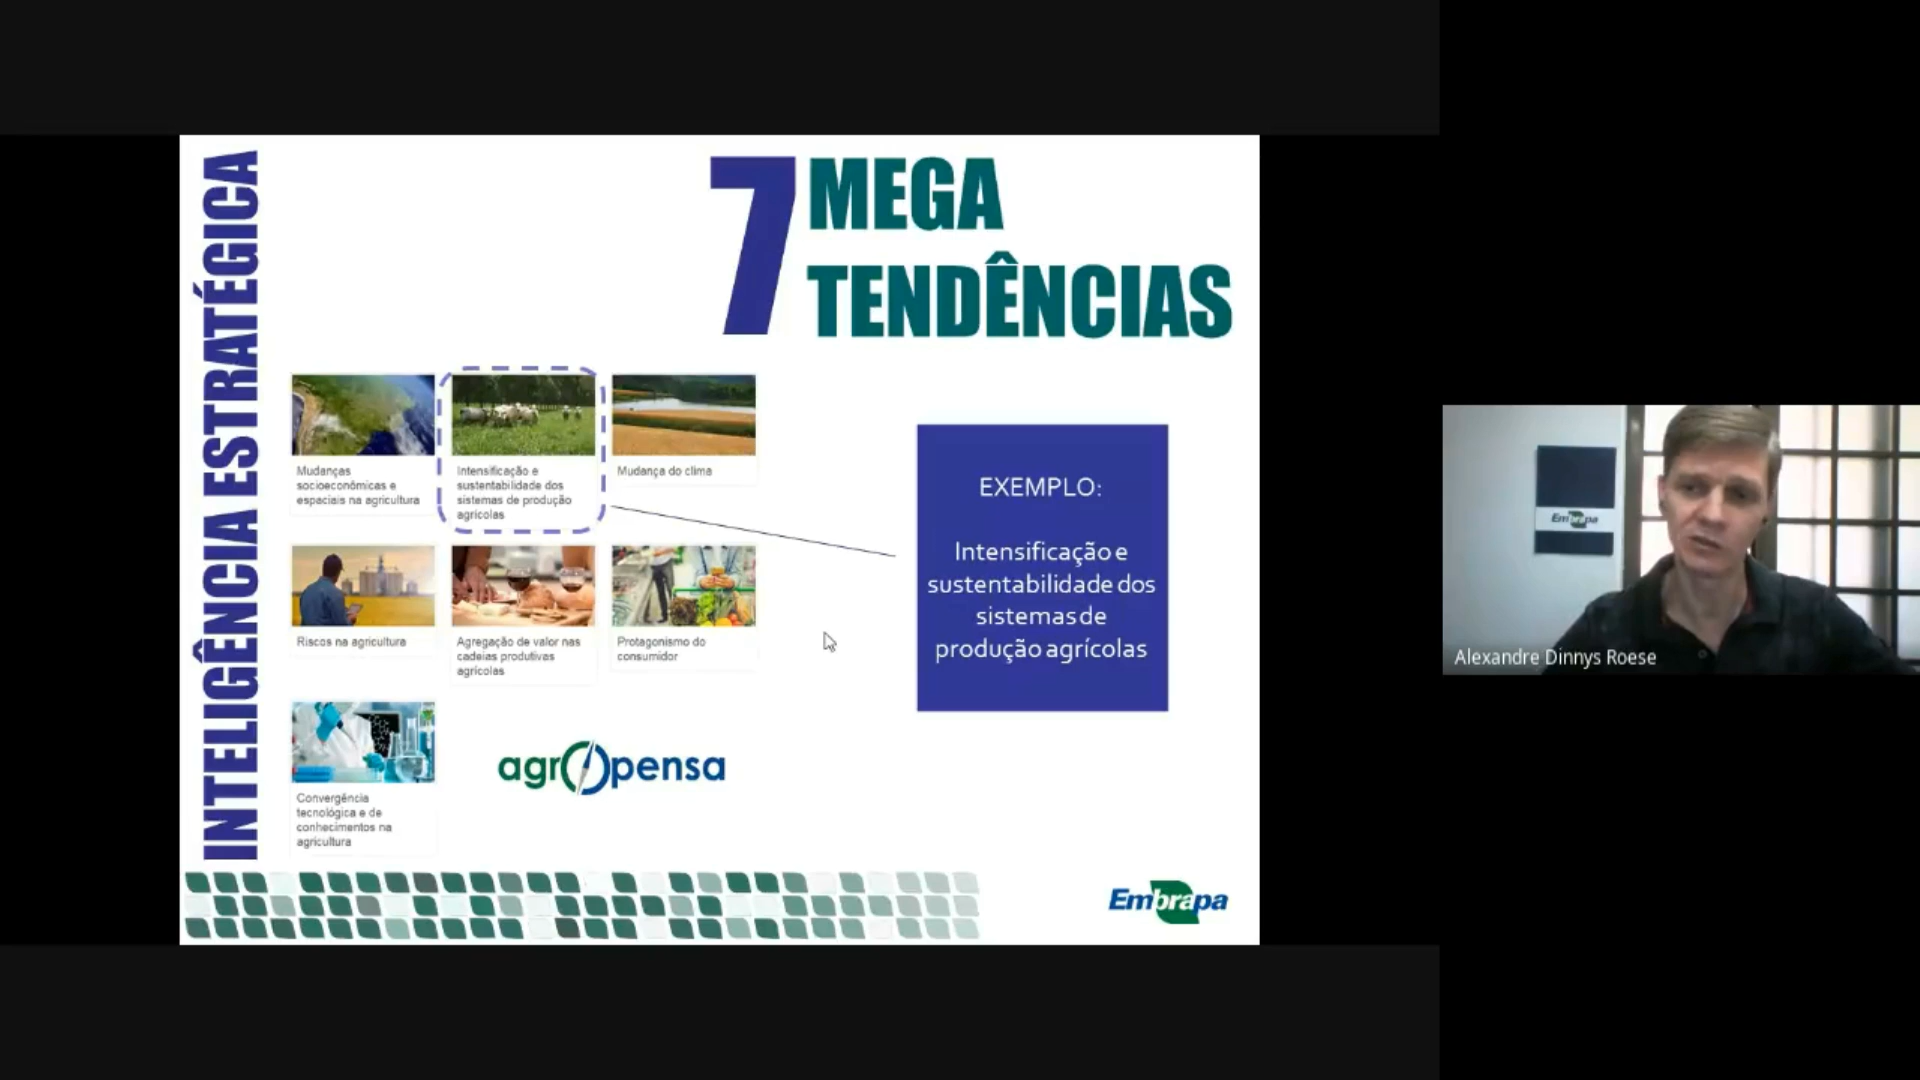 INTELIGÊNCIA ESTRATÉGICA
7 MEGA
TENDÊNCIAS
Mudanças
socioeconômicas e
espaciais na agricultura
Intensificação e
sustentabilidade dos
sistemas de produção
agrícolas
Mudança do clima
Riscos na agricultura
Agregação de valor nas
cadeias produtivas
agrícolas
Protagonismo do
consumidor
Convergência
tecnológica e de
conhecimentos na
agricultura
agropensa
EXEMPLO:
Intensificação e
sustentabilidade dos
sistemas de
produção agrícolas
Embrapa
Embrapa
Alexandre Dinnys Roese